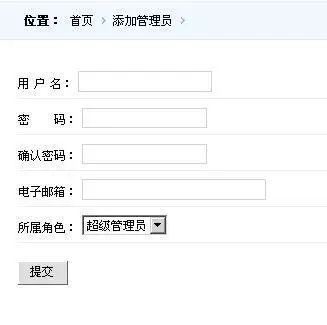 位置： 首页 > 添加管理员 >
用 户 名：
密　　码：
确认密码：
电子邮箱：
所属角色： 超级管理员
提交